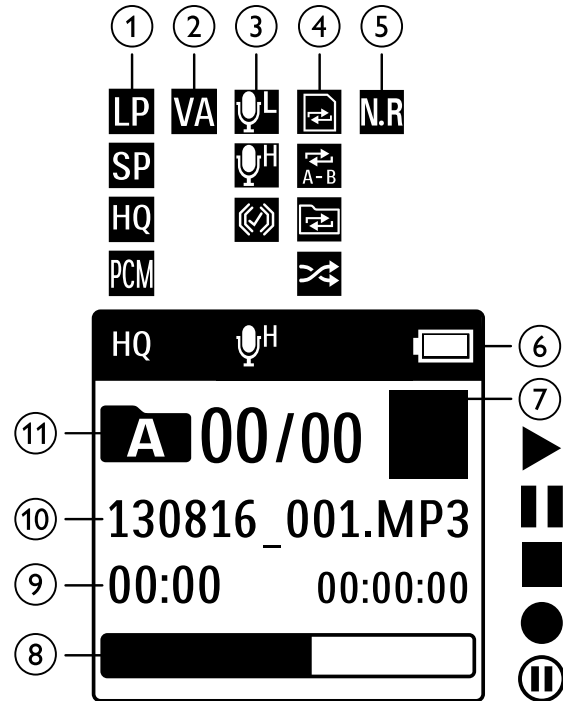 1 2 3 4 5
LP VA L N.R
SP H A-B
HQ
PCM
HQ H 6
7
11 A 00/00
10 130816_001.MP3
9 00:00 00:00:00
8